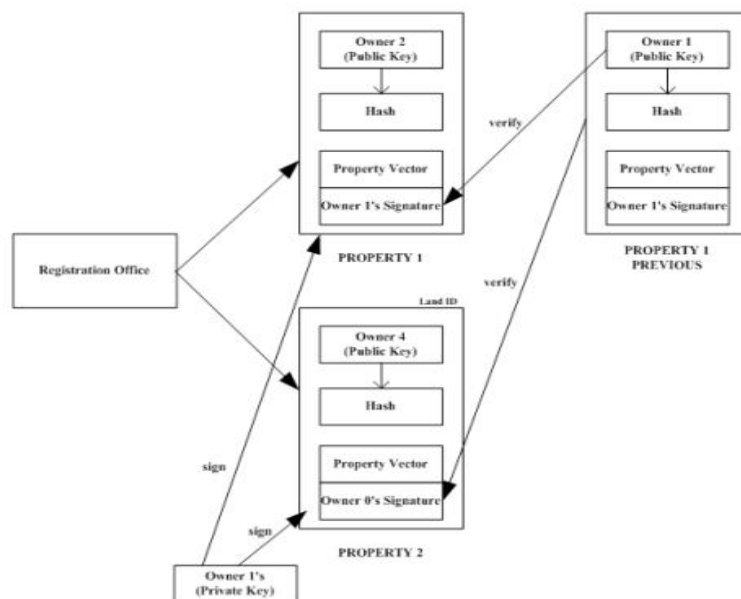 Owner 2
(Public Key)
Hash
Property Vector
Owner 1's Signature
PROPERTY 1
Owner 1
(Public Key)
Hash
Property Vector
Owner 1's Signature
PROPERTY 1
PREVIOUS
verify
verify
Registration Office
Land ID
Owner 4
(Public Key)
Hash
Property Vector
Owner 0's Signature
PROPERTY 2
sign
sign
Owner 1's
(Private Key)